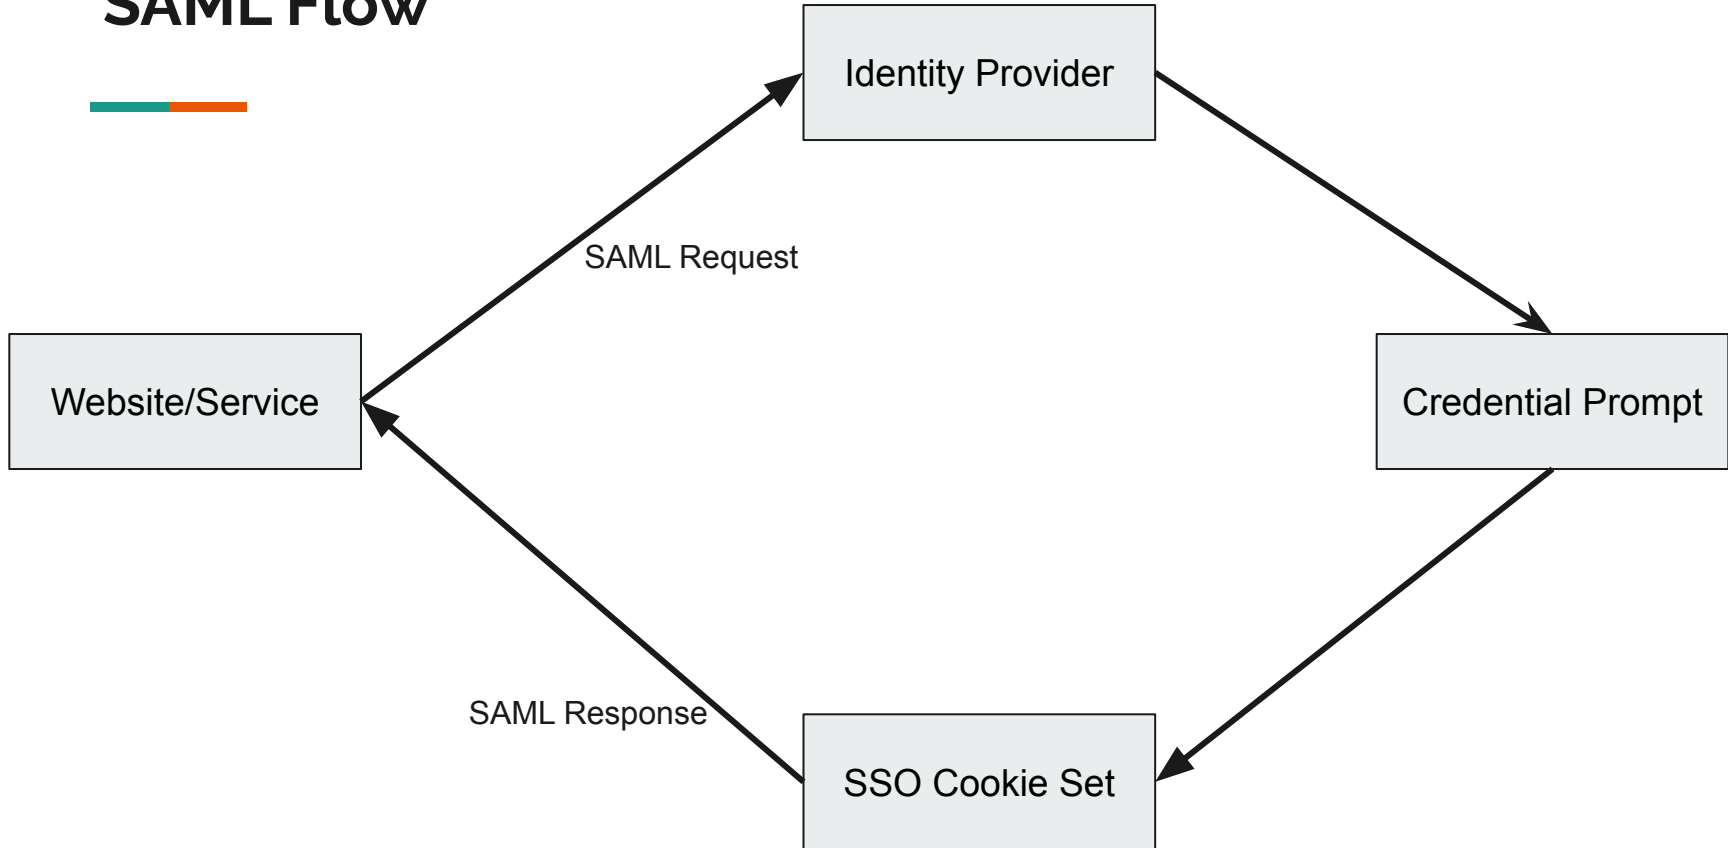 SAML Flow
Identity Provider
SAML Request
Website/Service
Credential Prompt
SAML Response
SSO Cookie Set